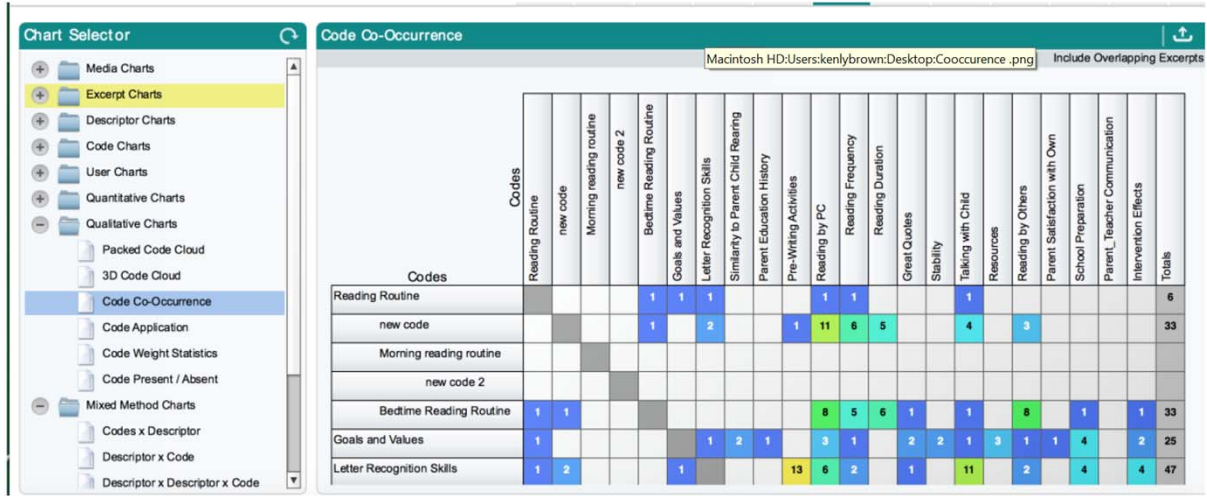 Chart Selector
Media Charts
Excerpt Charts
Descriptor Charts
Code Charts
User Charts
Quantitative Charts
Qualitative Charts
Packed Code Cloud
3D Code Cloud
Code Co-Occurrence
Code Application
Code Weight Statistics
Code Present / Absent
Mixed Method Charts
Codes x Descriptor
Descriptor x Code
Descriptor x Descriptor x Code
Code Co-Occurrence
Macintosh HD:Users:kenlybrown:Desktop:Cooccurence .png
Include Overlapping Excerpts
Codes
Codes
Reading Routine
new code
Morning reading routine
new code 2
Bedtime Reading Routine
Goals and Values
Letter Recognition Skills
Similarity to Parent Child Rearing
Parent Education History
Pre-Writing Activities
Reading by PC
Reading Frequency
Reading Duration
Great Quotes
Stability
Talking with Child
Resources
Reading by Others
Parent Satisfaction with Own
School Preparation
Parent_Teacher Communication
Intervention Effects
Totals
Reading Routine 1 1 1 1 1 1 6
new code 1 2 1 11 6 5 4 3 33
Morning reading routine
new code 2
Bedtime Reading Routine 1 1 8 5 6 1 1 8 1 1 33
Goals and Values 1 1 2 1 3 1 2 2 1 3 1 1 4 2 25
Letter Recognition Skills 1 2 1 13 6 2 1 11 2 4 4 47